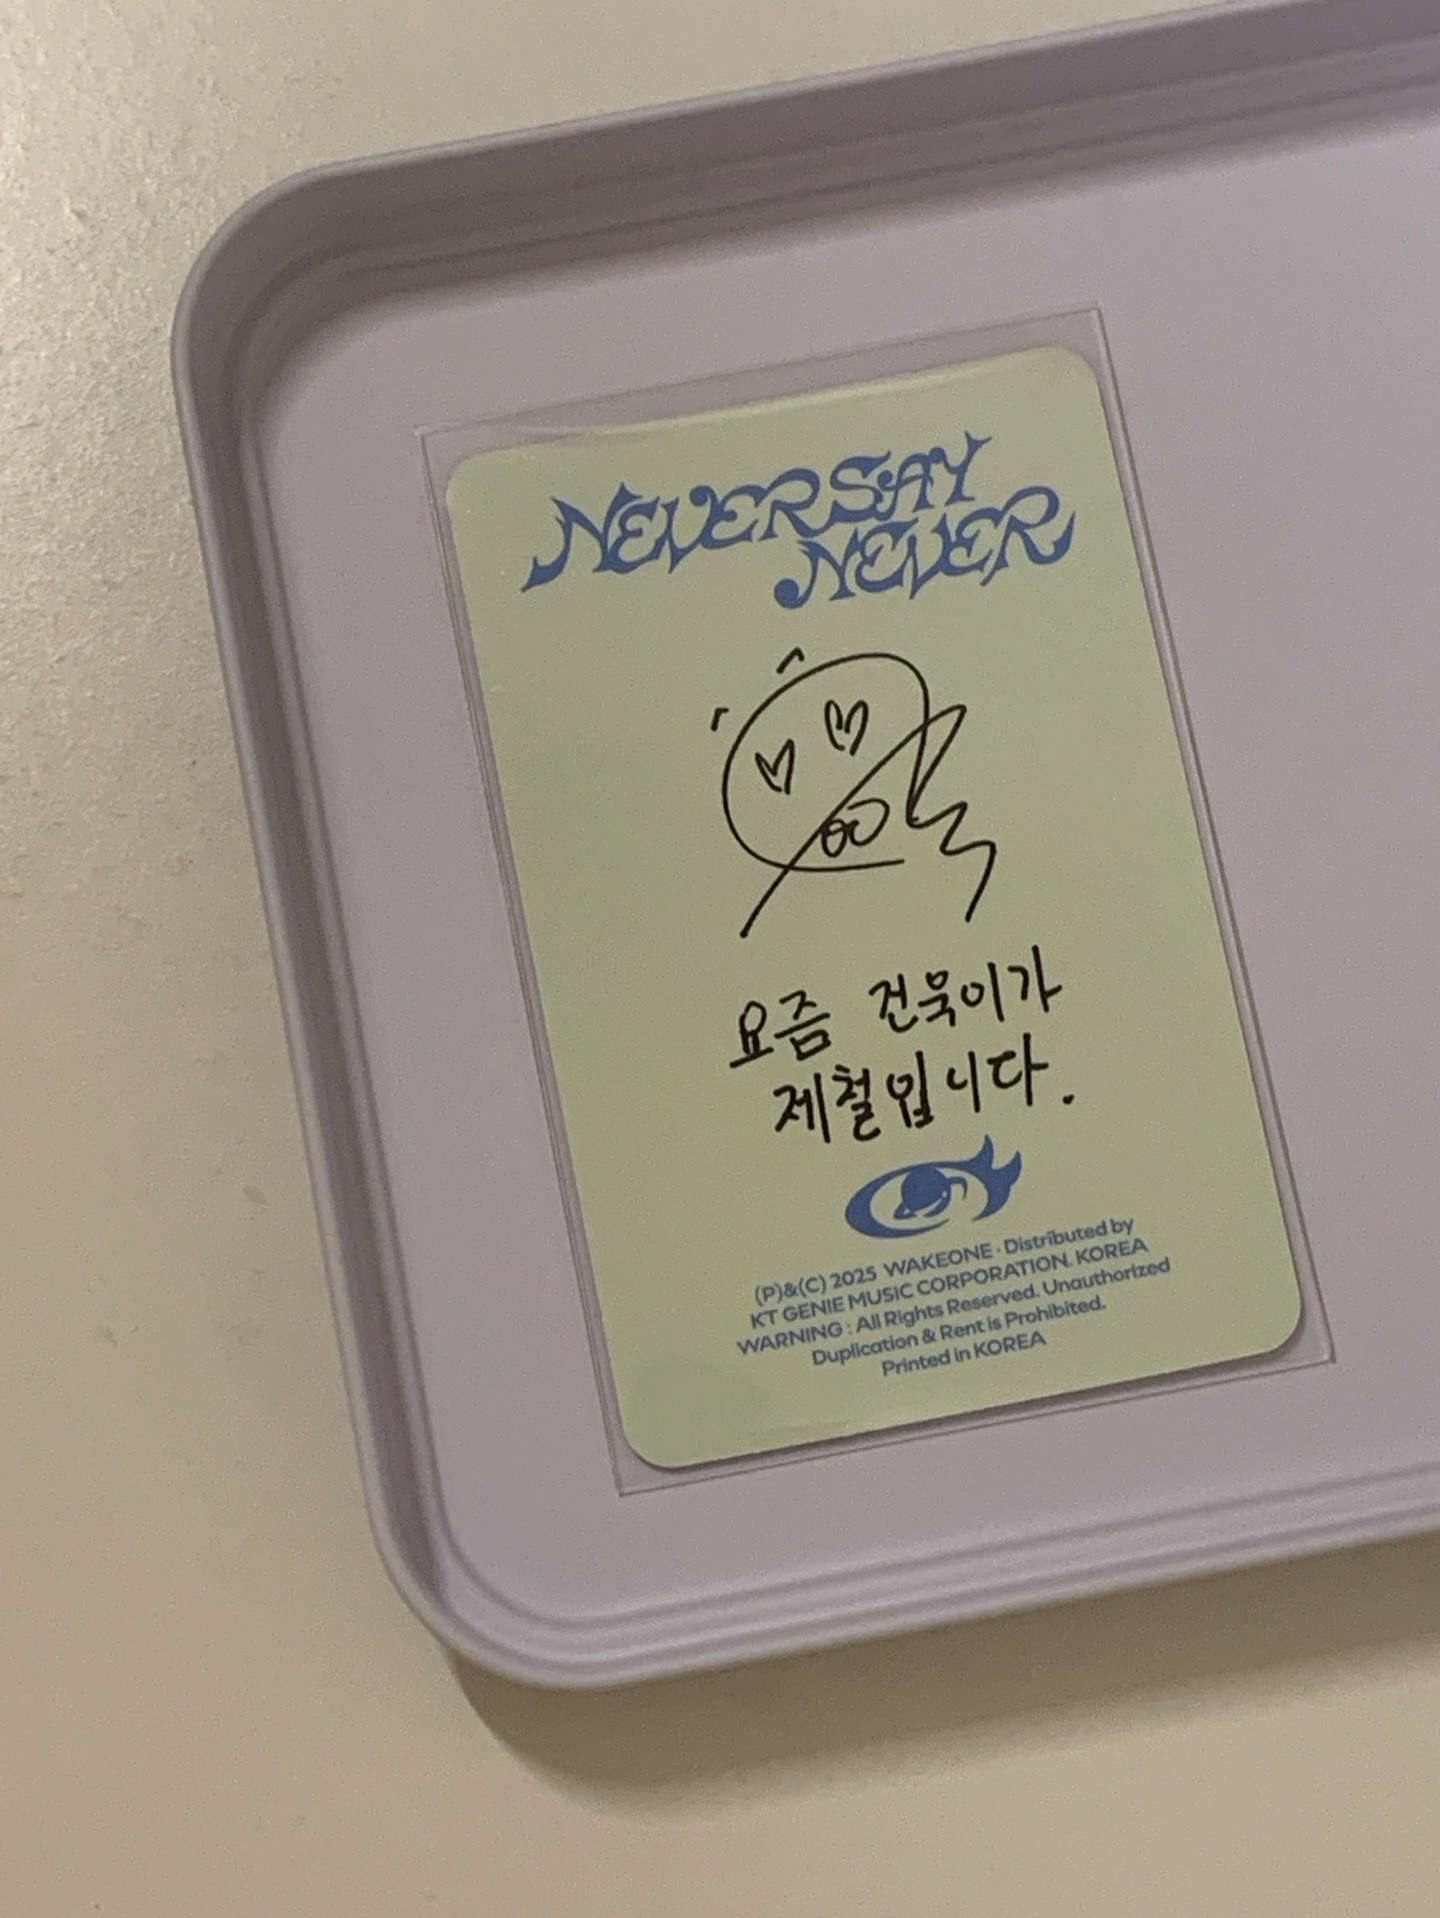 NEVER SAY
NEVER
요즘 건욱이가
제철입니다.
(P)&(C) 2025 WAKEONE · Distributed by
KT GENIE MUSIC CORPORATION. KOREA
WARNING : All Rights Reserved. Unauthorized
Duplication & Rent is Prohibited.
Printed in KOREA